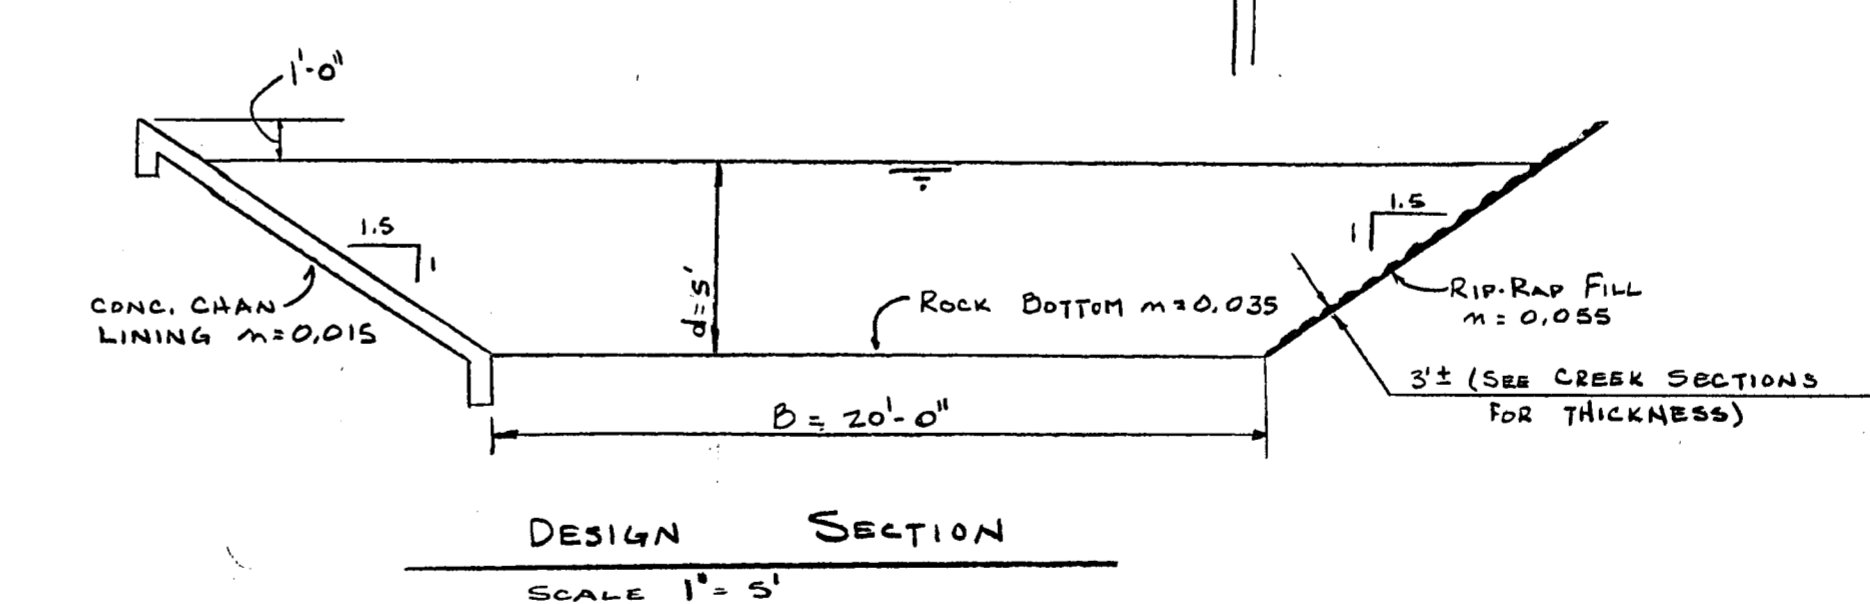 1'-0"
1.5
1
1.5
1
CONC. CHAN
LINING n=0.015
d=5'
ROCK BOTTOM n=0.035
RIP-RAP FILL
n=0.055
3'± (SEE CREEK SECTIONS
FOR THICKNESS)
B = 20'-0"
DESIGN SECTION
SCALE 1"=5'